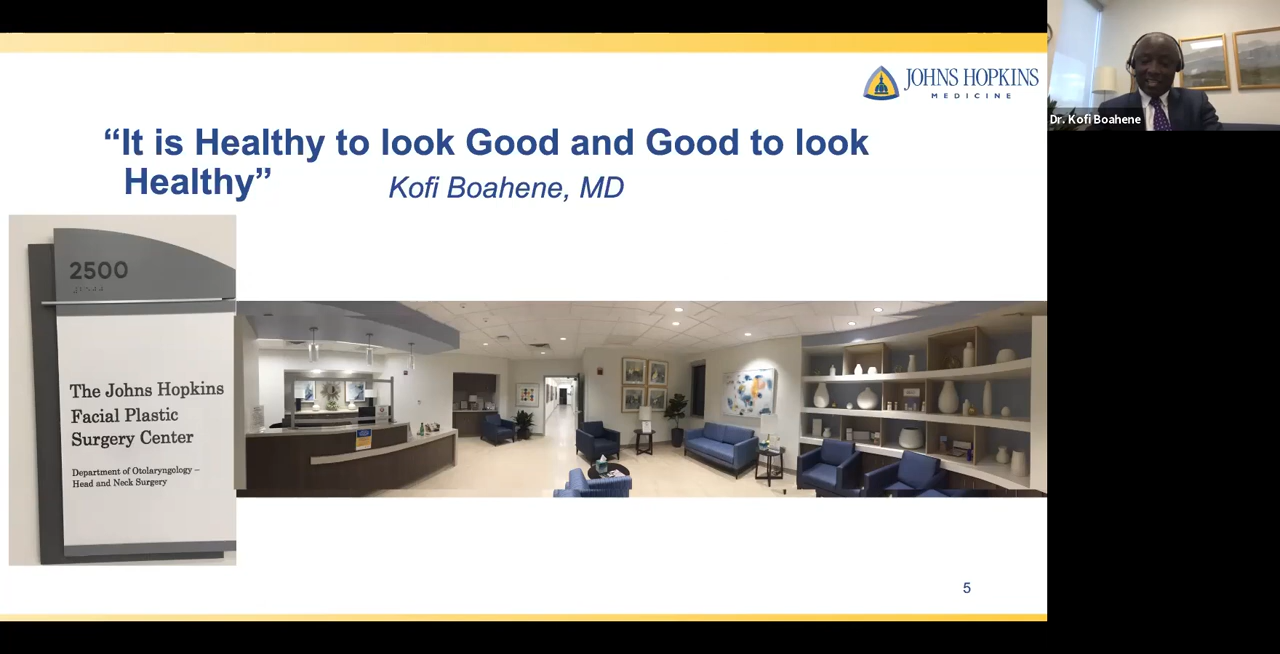 JOHNS HOPKINS
MEDICINE
Dr. Kofi Boahene
“It is Healthy to look Good and Good to look
Healthy”
Kofi Boahene, MD
2500
The Johns Hopkins
Facial Plastic
Surgery Center
Department of Otolaryngology –
Head and Neck Surgery
5